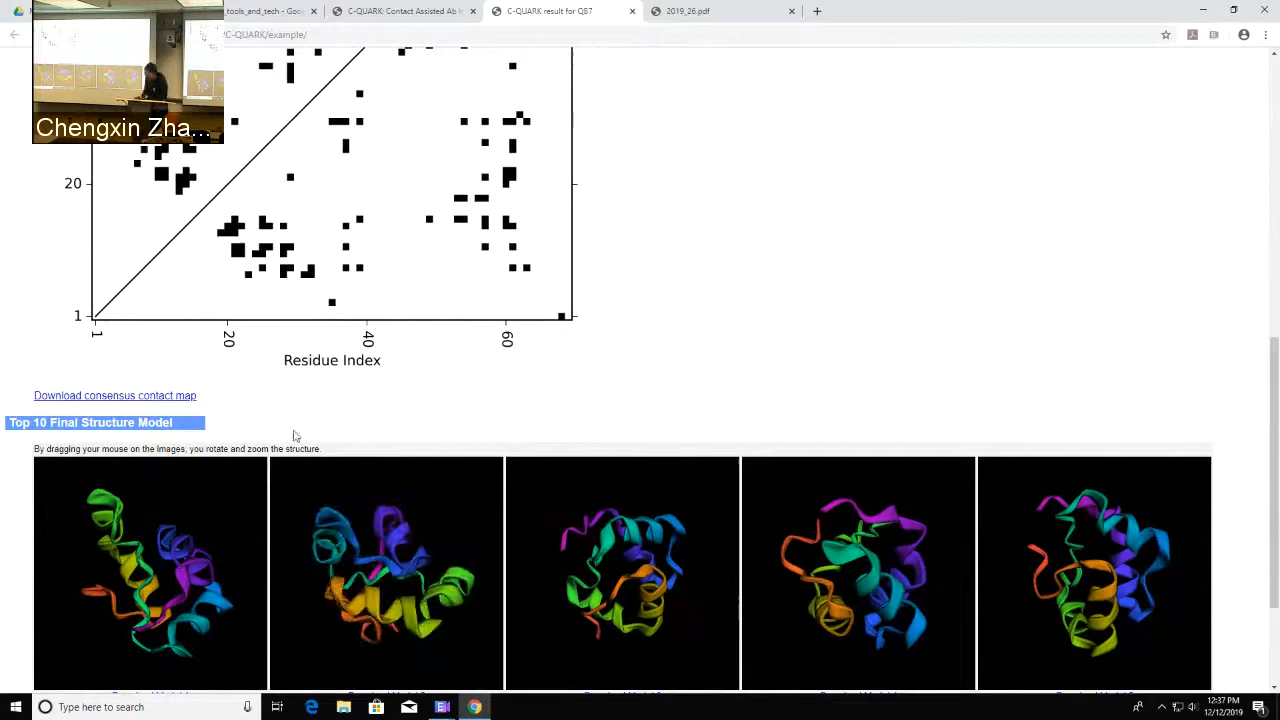 tools_and_tech - Goo
C-QUARK: Contact Assisted Ab I
C-QUARK result for QJ87
2019_26.pdf
/C-QUARK/example/
Chengxin Zha...
20
1
1
20
40
60
Residue Index
Download consensus contact map
Top 10 Final Structure Model
By dragging your mouse on the images, you rotate and zoom the structure.
Type here to search
12:37 PM
12/12/2019